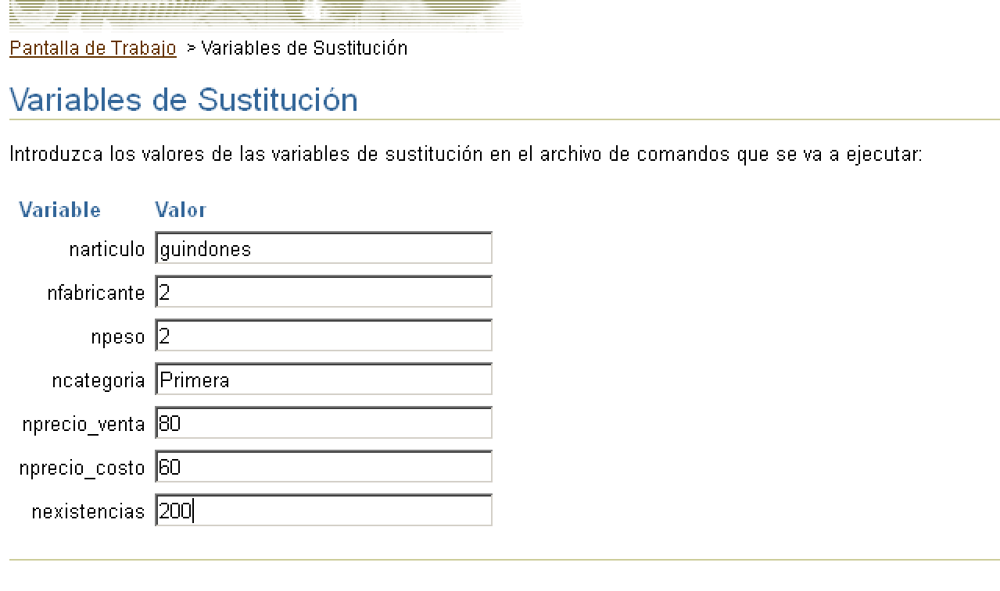 Pantalla de Trabajo > Variables de Sustitución
Variables de Sustitución
Introduzca los valores de las variables de sustitución en el archivo de comandos que se va a ejecutar:
Variable Valor
narticulo guindones
nfabricante 2
npeso 2
ncategoria Primera
nprecio_venta 80
nprecio_costo 60
nexistencias 200